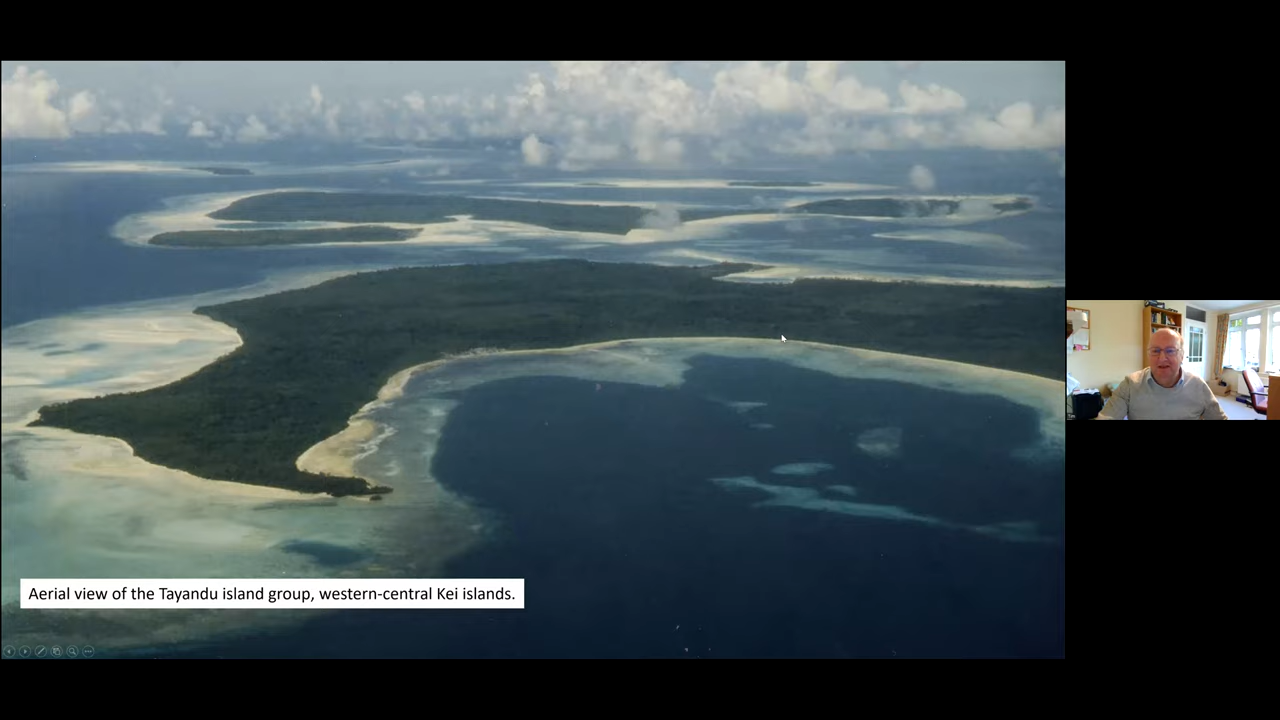 Aerial view of the Tayandu island group, western-central Kei islands.